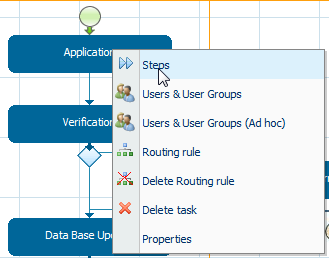 Application
Steps
Users & User Groups
Verification
Users & User Groups (Ad hoc)
Routing rule
Delete Routing rule
Delete task
Data Base
Properties